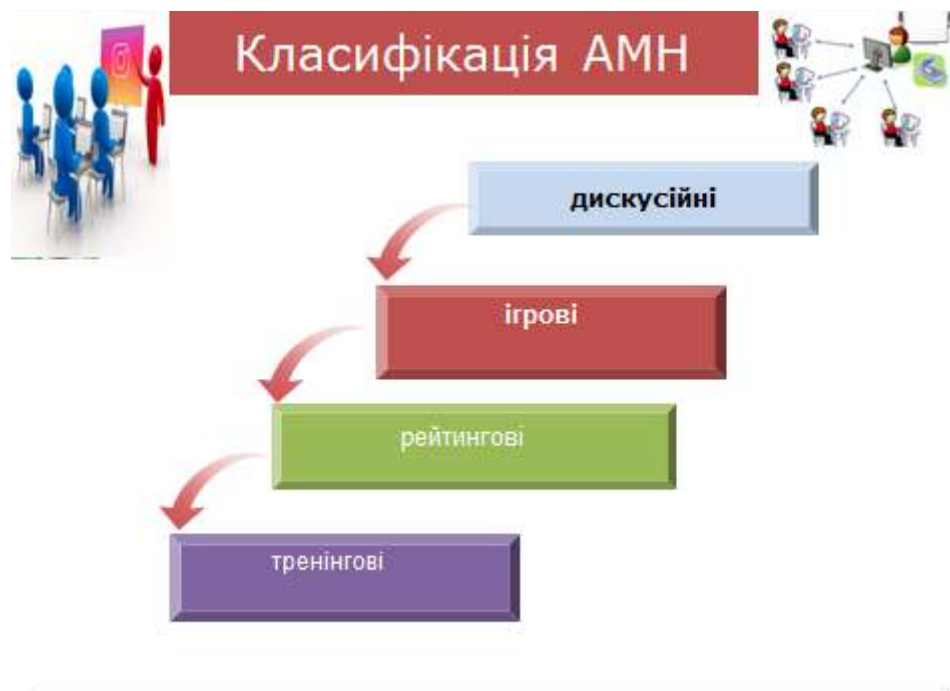 Класифікація АМН
дискусійні
ігрові
рейтингові
тренінгові